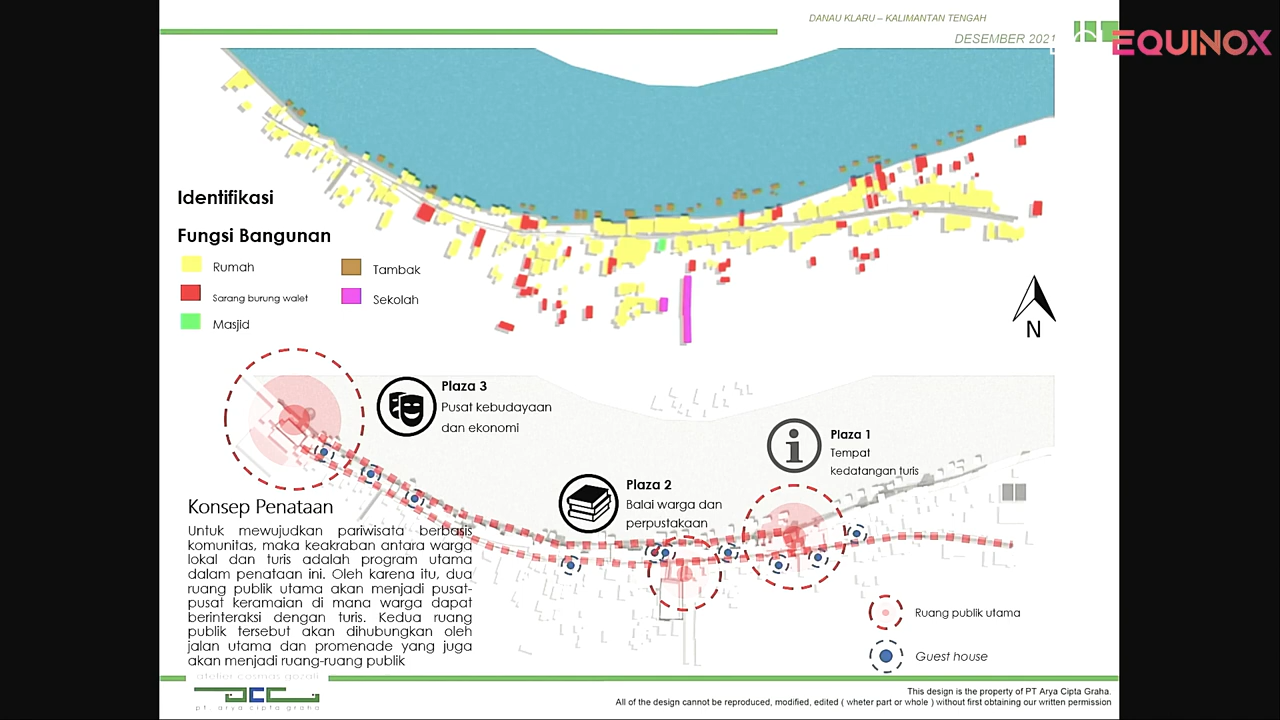 DANAU KLARU – KALIMANTAN TENGAH
DESEMBER 2021
EQUINOX
Identifikasi
Fungsi Bangunan
Rumah
Tambak
Sarang burung walet
Sekolah
Masjid
N
Plaza 3
Pusat kebudayaan
dan ekonomi
Plaza 1
Tempat
kedatangan turis
Plaza 2
Balai warga dan
perpustakaan
Konsep Penataan
Untuk mewujudkan pariwisata berbasis
komunitas, maka keakraban antara warga
lokal dan turis adalah program utama
dalam penataan ini. Oleh karena itu, dua
ruang publik utama akan menjadi pusat-
pusat keramaian di mana warga dapat
berinteraksi dengan turis. Kedua ruang
publik tersebut akan dihubungkan oleh
jalan utama dan promenade yang juga
akan menjadi ruang-ruang publik
Ruang publik utama
Guest house
atelier cosmas gozali
pt. arya cipta graha
This design is the property of PT Arya Cipta Graha.
All of the design cannot be reproduced, modified, edited ( wheter part or whole ) without first obtaining our written permission